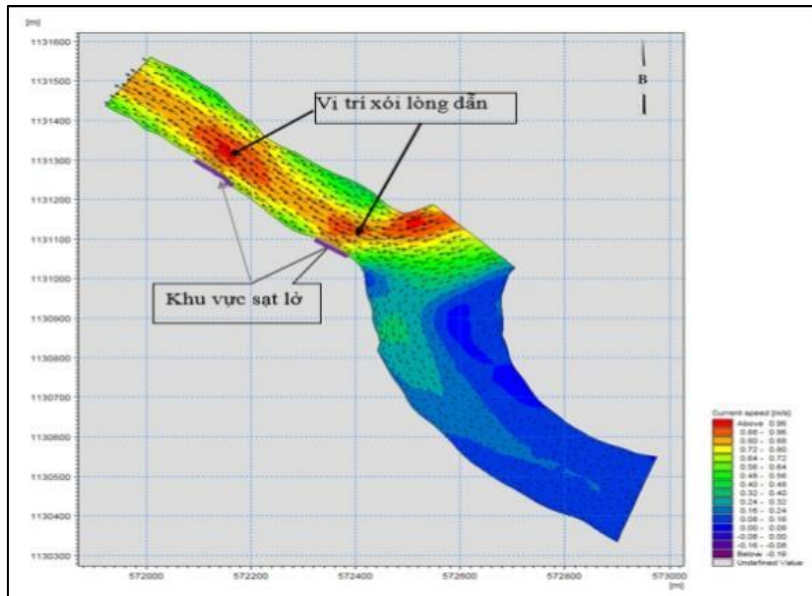 [m]
1131600
1131500
1131400
1131300
1131200
1131100
1131000
1130900
1130800
1130700
1130600
1130500
1130400
1130300
B
Vị trí xói lòng dẫn
Khu vực sạt lở
572000
572200
572400
572600
572800
573000
[m]
Current speed [m/s]
Above 0.96
0.88 - 0.96
0.80 - 0.88
0.72 - 0.80
0.64 - 0.72
0.56 - 0.64
0.48 - 0.56
0.40 - 0.48
0.32 - 0.40
0.24 - 0.32
0.16 - 0.24
0.08 - 0.16
0.00 - 0.08
-0.08 - 0.00
-0.16 - -0.08
Below -0.16
Undefined Value